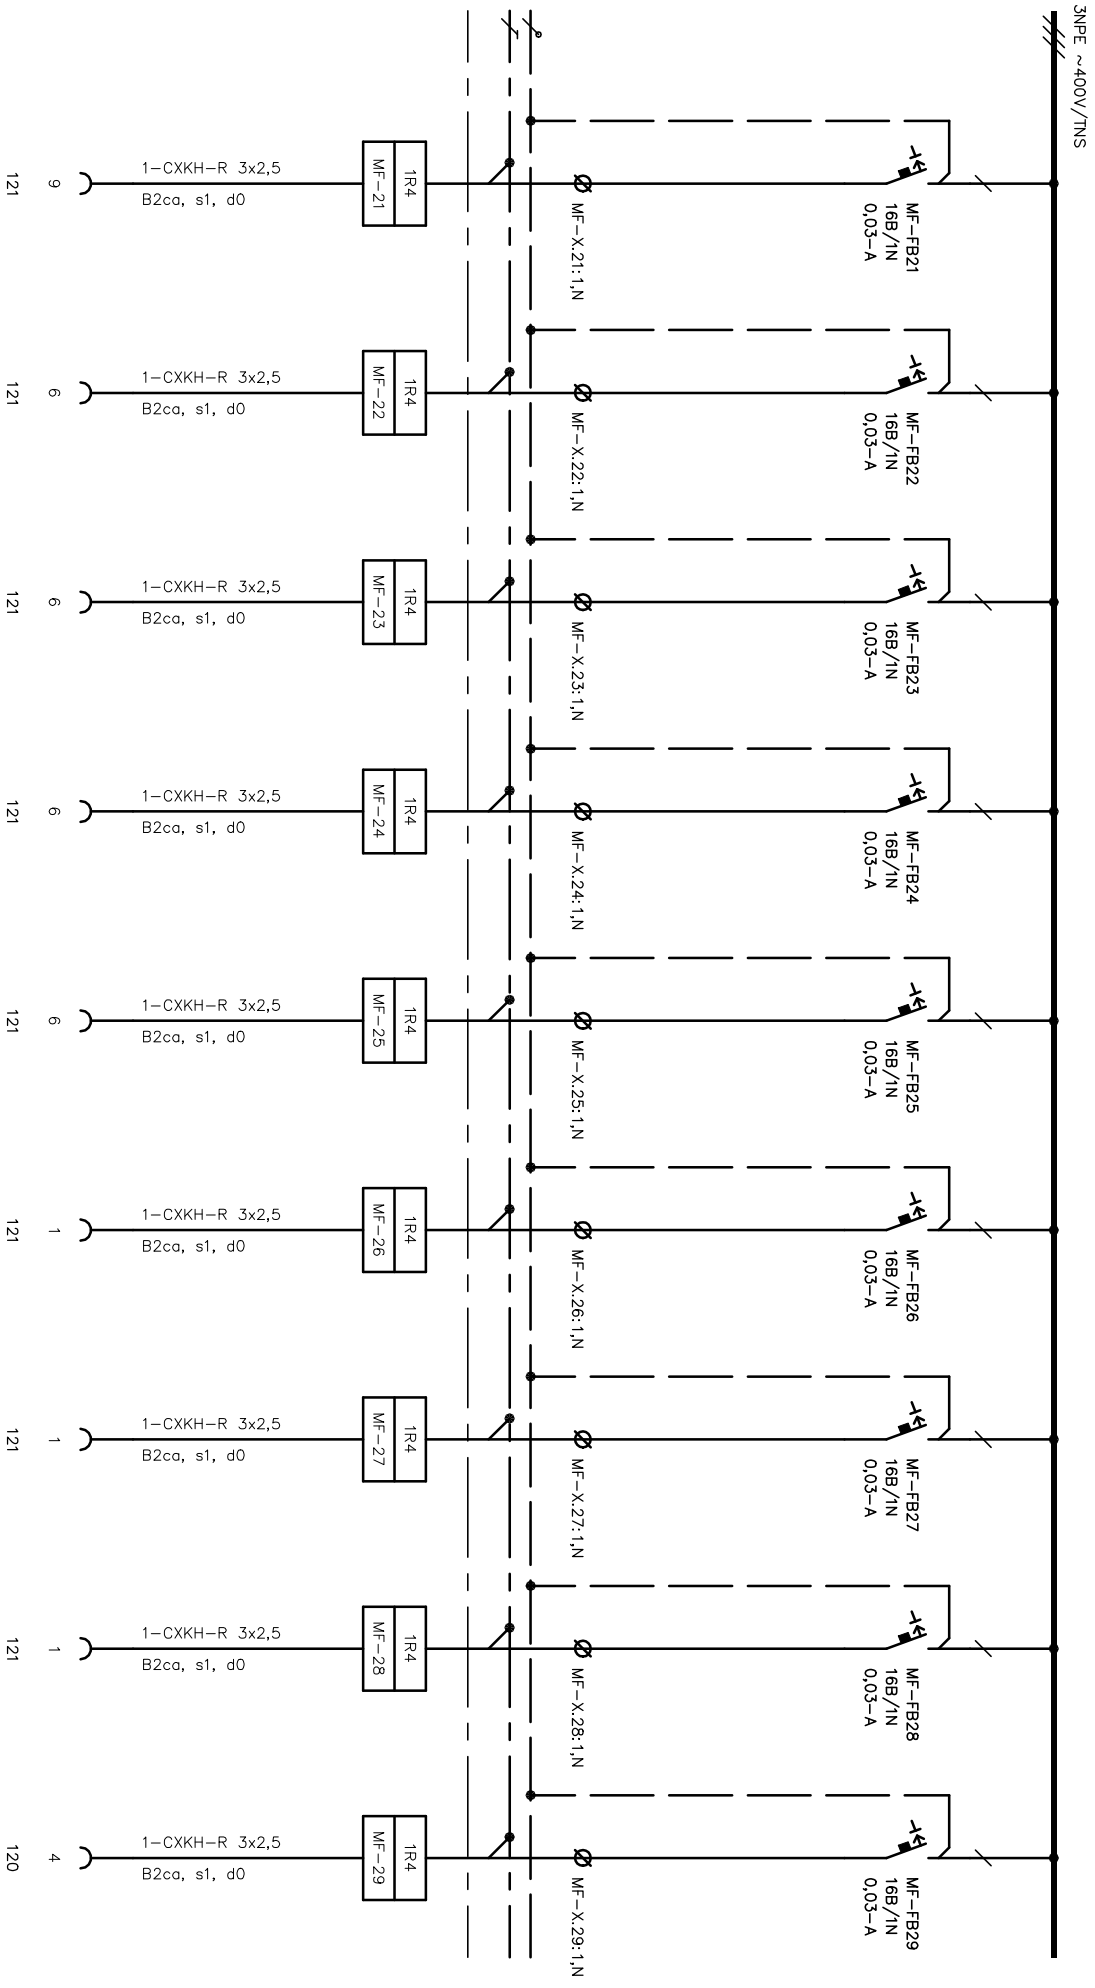 3NPE ~400V/TNS
MF-FB21
16B/1N
0,03-A
MF-X.21:1,N
1R4
MF-21
1-CXKH-R 3x2,5
B2ca, s1, d0
9
121
MF-FB22
16B/1N
0,03-A
MF-X.22:1,N
1R4
MF-22
1-CXKH-R 3x2,5
B2ca, s1, d0
6
121
MF-FB23
16B/1N
0,03-A
MF-X.23:1,N
1R4
MF-23
1-CXKH-R 3x2,5
B2ca, s1, d0
6
121
MF-FB24
16B/1N
0,03-A
MF-X.24:1,N
1R4
MF-24
1-CXKH-R 3x2,5
B2ca, s1, d0
6
121
MF-FB25
16B/1N
0,03-A
MF-X.25:1,N
1R4
MF-25
1-CXKH-R 3x2,5
B2ca, s1, d0
6
121
MF-FB26
16B/1N
0,03-A
MF-X.26:1,N
1R4
MF-26
1-CXKH-R 3x2,5
B2ca, s1, d0
1
121
MF-FB27
16B/1N
0,03-A
MF-X.27:1,N
1R4
MF-27
1-CXKH-R 3x2,5
B2ca, s1, d0
1
121
MF-FB28
16B/1N
0,03-A
MF-X.28:1,N
1R4
MF-28
1-CXKH-R 3x2,5
B2ca, s1, d0
1
121
MF-FB29
16B/1N
0,03-A
MF-X.29:1,N
1R4
MF-29
1-CXKH-R 3x2,5
B2ca, s1, d0
4
120